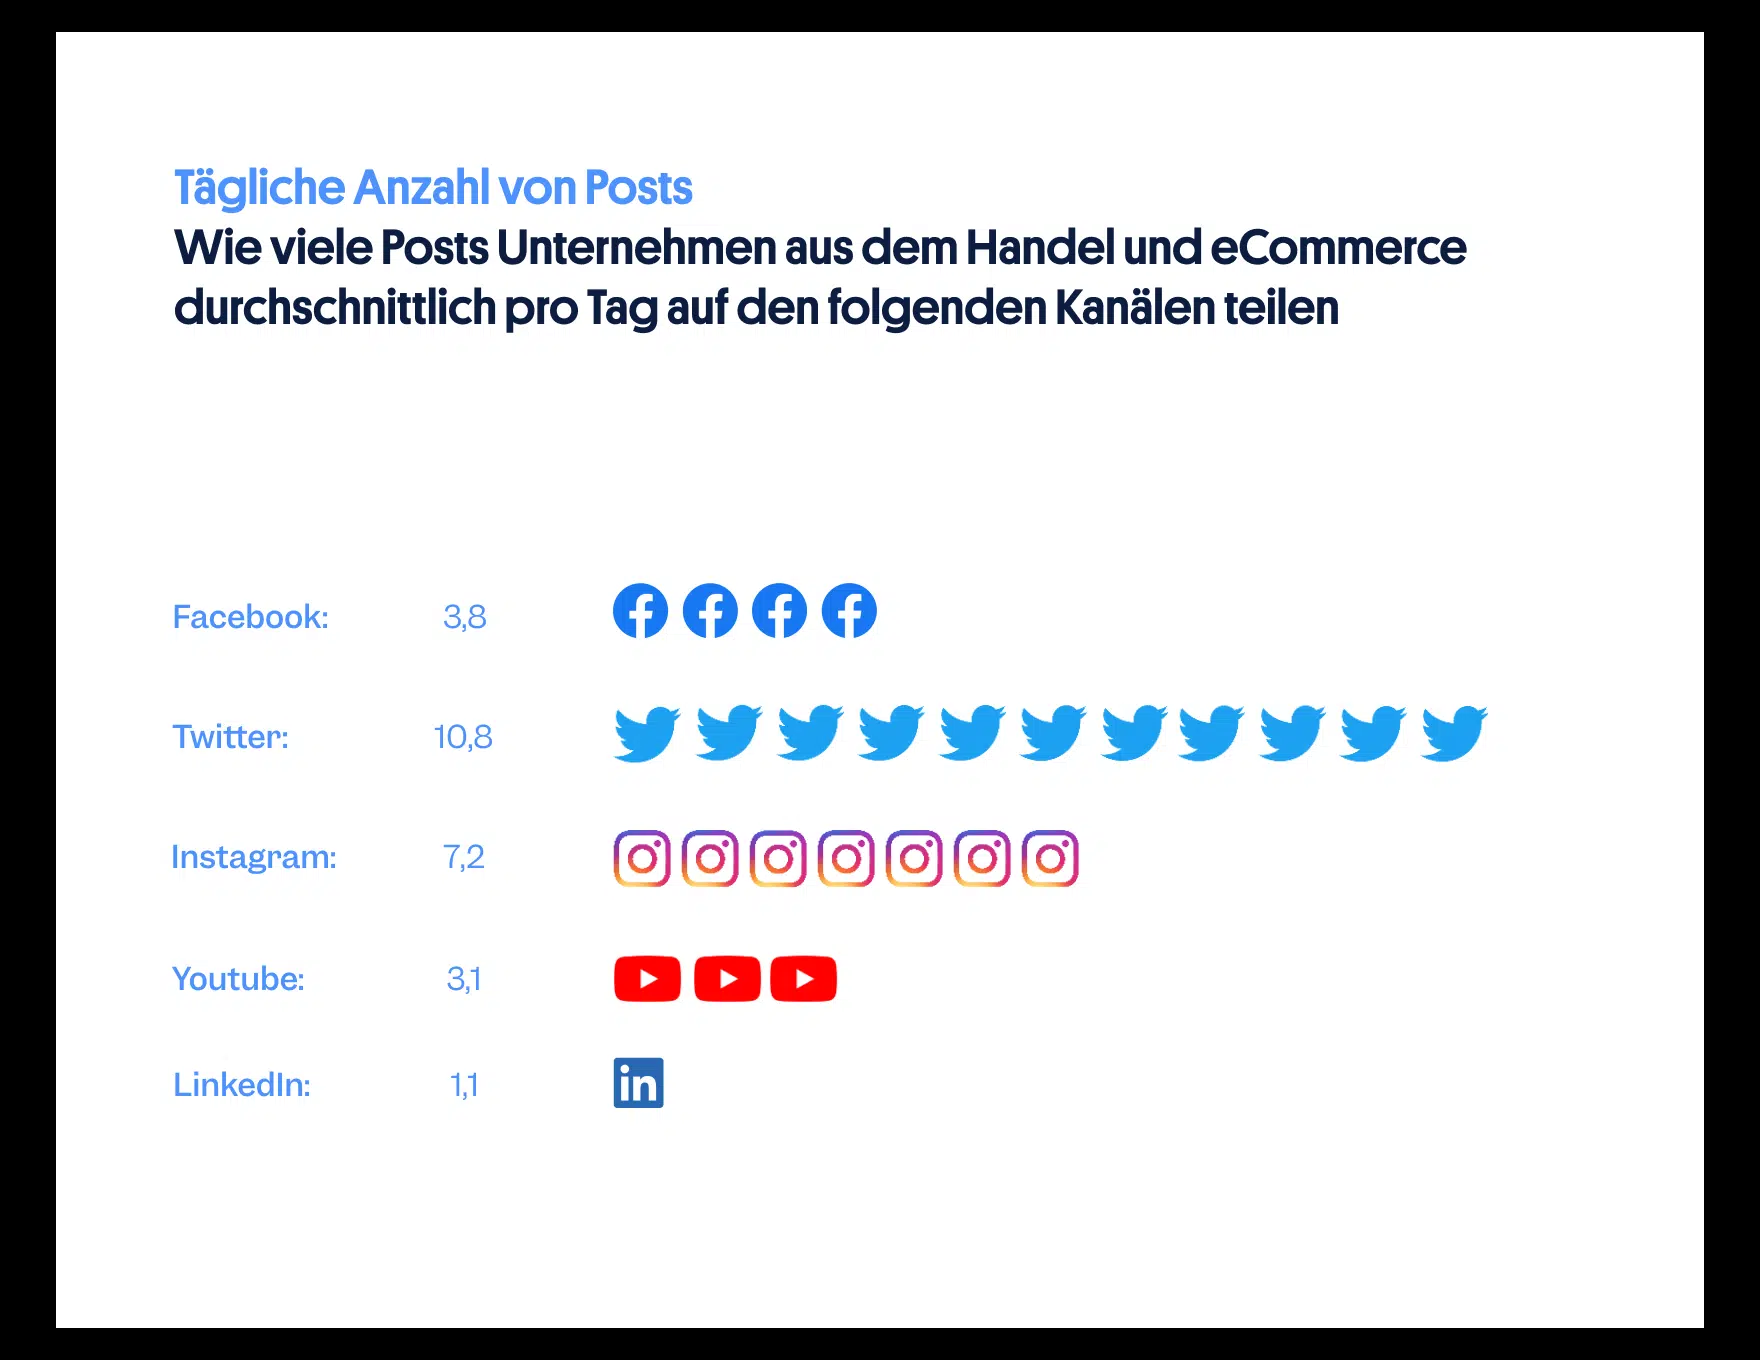 Tägliche Anzahl von Posts
Wie viele Posts Unternehmen aus dem Handel und eCommerce
durchschnittlich pro Tag auf den folgenden Kanälen teilen
Facebook: 3,8
Twitter: 10,8
Instagram: 7,2
Youtube: 3,1
LinkedIn: 1,1 in